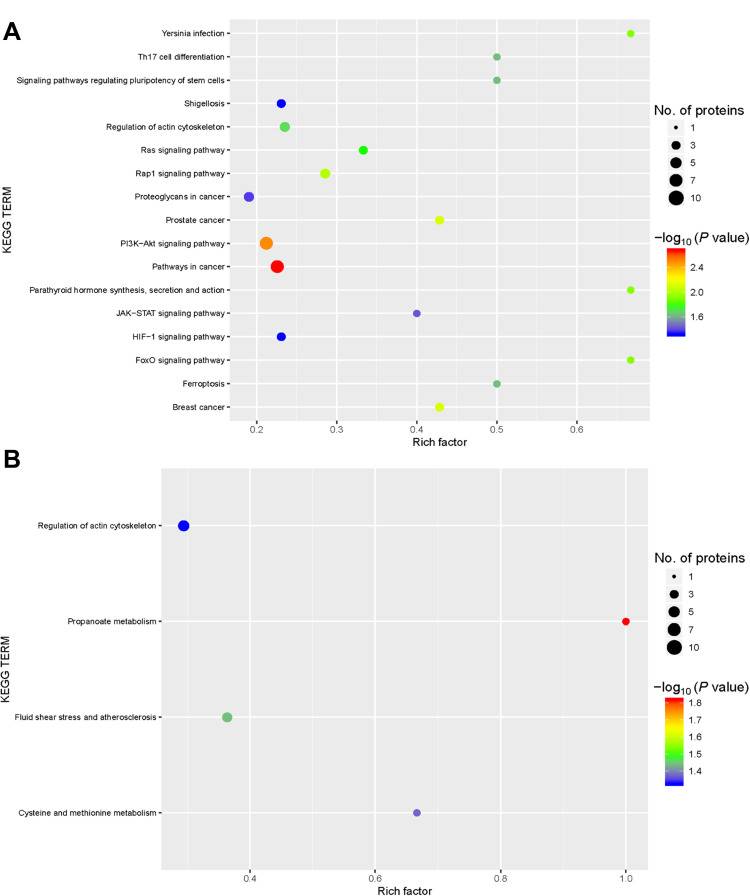 A
KEGG TERM
Yersinia infection
Th17 cell differentiation
Signaling pathways regulating pluripotency of stem cells
Shigellosis
Regulation of actin cytoskeleton
Ras signaling pathway
Rap1 signaling pathway
Proteoglycans in cancer
Prostate cancer
PI3K−Akt signaling pathway
Pathways in cancer
Parathyroid hormone synthesis, secretion and action
JAK−STAT signaling pathway
HIF−1 signaling pathway
FoxO signaling pathway
Ferroptosis
Breast cancer
0.2 0.3 0.4 0.5 0.6
Rich factor
No. of proteins
1
3
5
7
10
−log10 (P value)
2.4
2.0
1.6
B
KEGG TERM
Regulation of actin cytoskeleton
Propanoate metabolism
Fluid shear stress and atherosclerosis
Cysteine and methionine metabolism
0.4 0.6 0.8 1.0
Rich factor
No. of proteins
1
3
5
7
10
−log10 (P value)
1.8
1.7
1.6
1.5
1.4